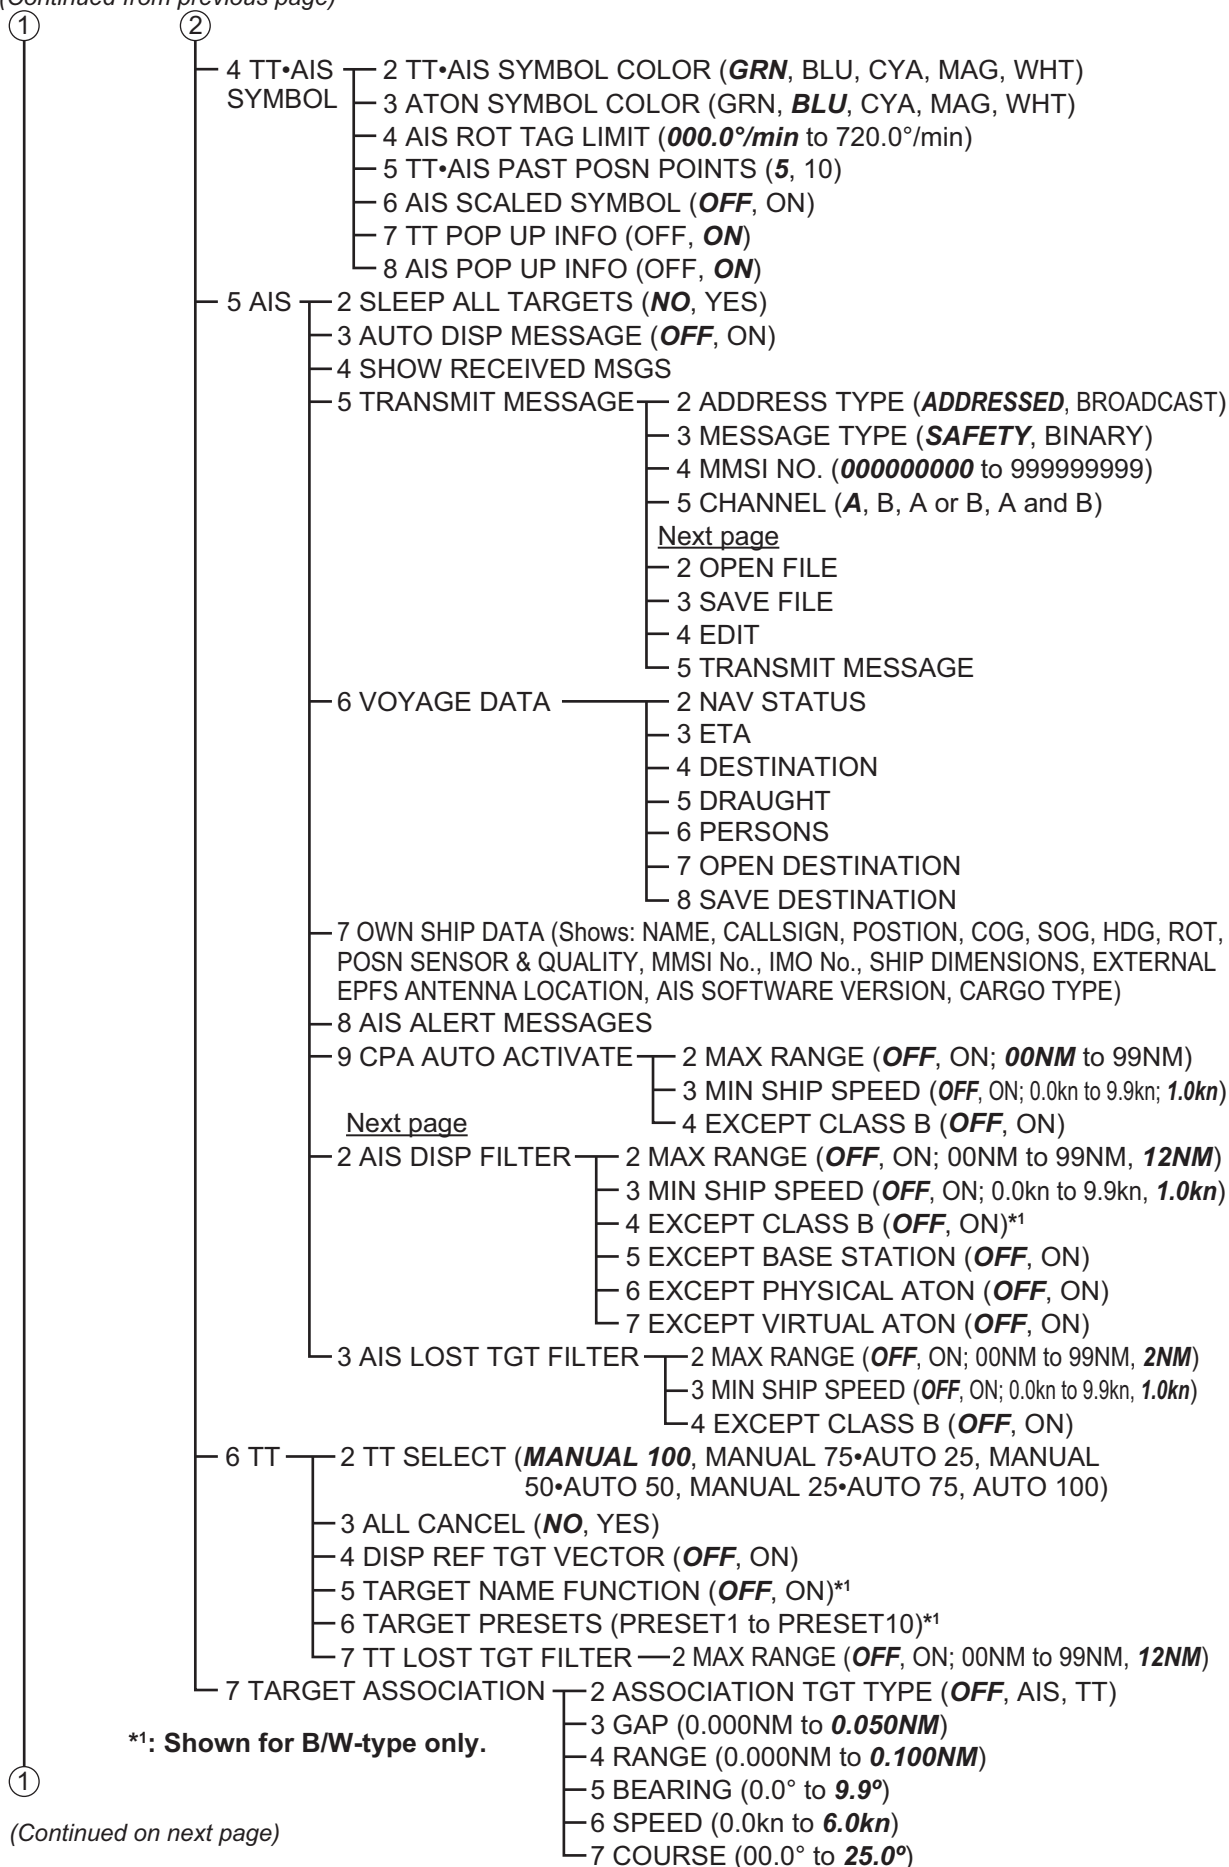 (Continued from previous page)
1 2
4 TT•AIS SYMBOL
2 TT•AIS SYMBOL COLOR (GRN, BLU, CYA, MAG, WHT)
3 ATON SYMBOL COLOR (GRN, BLU, CYA, MAG, WHT)
4 AIS ROT TAG LIMIT (000.0°/min to 720.0°/min)
5 TT•AIS PAST POSN POINTS (5, 10)
6 AIS SCALED SYMBOL (OFF, ON)
7 TT POP UP INFO (OFF, ON)
8 AIS POP UP INFO (OFF, ON)
5 AIS
2 SLEEP ALL TARGETS (NO, YES)
3 AUTO DISP MESSAGE (OFF, ON)
4 SHOW RECEIVED MSGS
5 TRANSMIT MESSAGE
2 ADDRESS TYPE (ADDRESSED, BROADCAST)
3 MESSAGE TYPE (SAFETY, BINARY)
4 MMSI NO. (000000000 to 999999999)
5 CHANNEL (A, B, A or B, A and B)
Next page
2 OPEN FILE
3 SAVE FILE
4 EDIT
5 TRANSMIT MESSAGE
6 VOYAGE DATA
2 NAV STATUS
3 ETA
4 DESTINATION
5 DRAUGHT
6 PERSONS
7 OPEN DESTINATION
8 SAVE DESTINATION
7 OWN SHIP DATA (Shows: NAME, CALLSIGN, POSTION, COG, SOG, HDG, ROT,
POSN SENSOR & QUALITY, MMSI No., IMO No., SHIP DIMENSIONS, EXTERNAL
EPFS ANTENNA LOCATION, AIS SOFTWARE VERSION, CARGO TYPE)
8 AIS ALERT MESSAGES
9 CPA AUTO ACTIVATE
2 MAX RANGE (OFF, ON; 00NM to 99NM)
3 MIN SHIP SPEED (OFF, ON; 0.0kn to 9.9kn; 1.0kn)
4 EXCEPT CLASS B (OFF, ON)
Next page
2 AIS DISP FILTER
2 MAX RANGE (OFF, ON; 00NM to 99NM, 12NM)
3 MIN SHIP SPEED (OFF, ON; 0.0kn to 9.9kn, 1.0kn)
4 EXCEPT CLASS B (OFF, ON)*1
5 EXCEPT BASE STATION (OFF, ON)
6 EXCEPT PHYSICAL ATON (OFF, ON)
7 EXCEPT VIRTUAL ATON (OFF, ON)
3 AIS LOST TGT FILTER
2 MAX RANGE (OFF, ON; 00NM to 99NM, 2NM)
3 MIN SHIP SPEED (OFF, ON; 0.0kn to 9.9kn, 1.0kn)
4 EXCEPT CLASS B (OFF, ON)
6 TT
2 TT SELECT (MANUAL 100, MANUAL 75•AUTO 25, MANUAL
50•AUTO 50, MANUAL 25•AUTO 75, AUTO 100)
3 ALL CANCEL (NO, YES)
4 DISP REF TGT VECTOR (OFF, ON)
5 TARGET NAME FUNCTION (OFF, ON)*1
6 TARGET PRESETS (PRESET1 to PRESET10)*1
7 TT LOST TGT FILTER
2 MAX RANGE (OFF, ON; 00NM to 99NM, 12NM)
7 TARGET ASSOCIATION
2 ASSOCIATION TGT TYPE (OFF, AIS, TT)
3 GAP (0.000NM to 0.050NM)
4 RANGE (0.000NM to 0.100NM)
5 BEARING (0.0° to 9.9º)
6 SPEED (0.0kn to 6.0kn)
7 COURSE (00.0° to 25.0º)
*1: Shown for B/W-type only.
1
(Continued on next page)